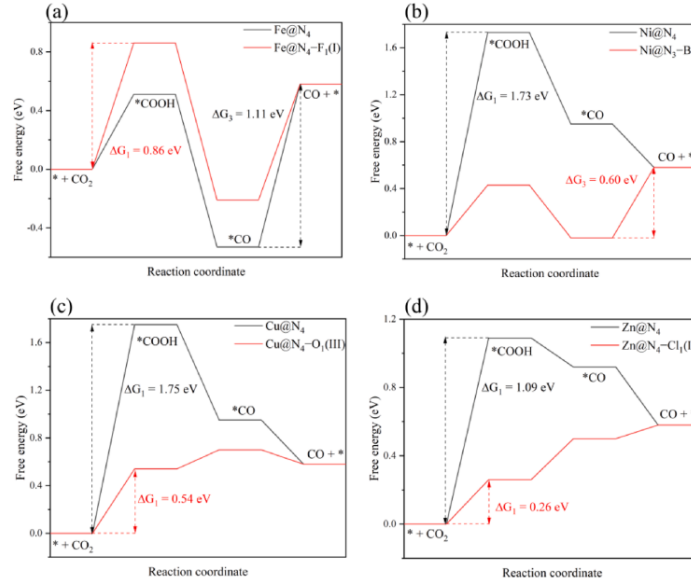 (a)
Fe@N₄
Fe@N₄−F₁(I)
Free energy (eV)
0.8
0.4
0.0
-0.4
*COOH
ΔG₃ = 1.11 eV
CO + *
ΔG₁ = 0.86 eV
* + CO₂
*CO
Reaction coordinate
(b)
Ni@N₄
Ni@N₃−B
Free energy (eV)
1.6
1.2
0.8
0.4
0.0
*COOH
ΔG₁ = 1.73 eV
*CO
CO + *
ΔG₃ = 0.60 eV
* + CO₂
Reaction coordinate
(c)
Cu@N₄
Cu@N₄−O₁(III)
Free energy (eV)
1.6
1.2
0.8
0.4
0.0
*COOH
ΔG₁ = 1.75 eV
*CO
CO + *
ΔG₁ = 0.54 eV
* + CO₂
Reaction coordinate
(d)
Zn@N₄
Zn@N₄−Cl₁(I
Free energy (eV)
1.2
0.8
0.4
0.0
*COOH
*CO
ΔG₁ = 1.09 eV
CO +
ΔG₁ = 0.26 eV
* + CO₂
Reaction coordinate